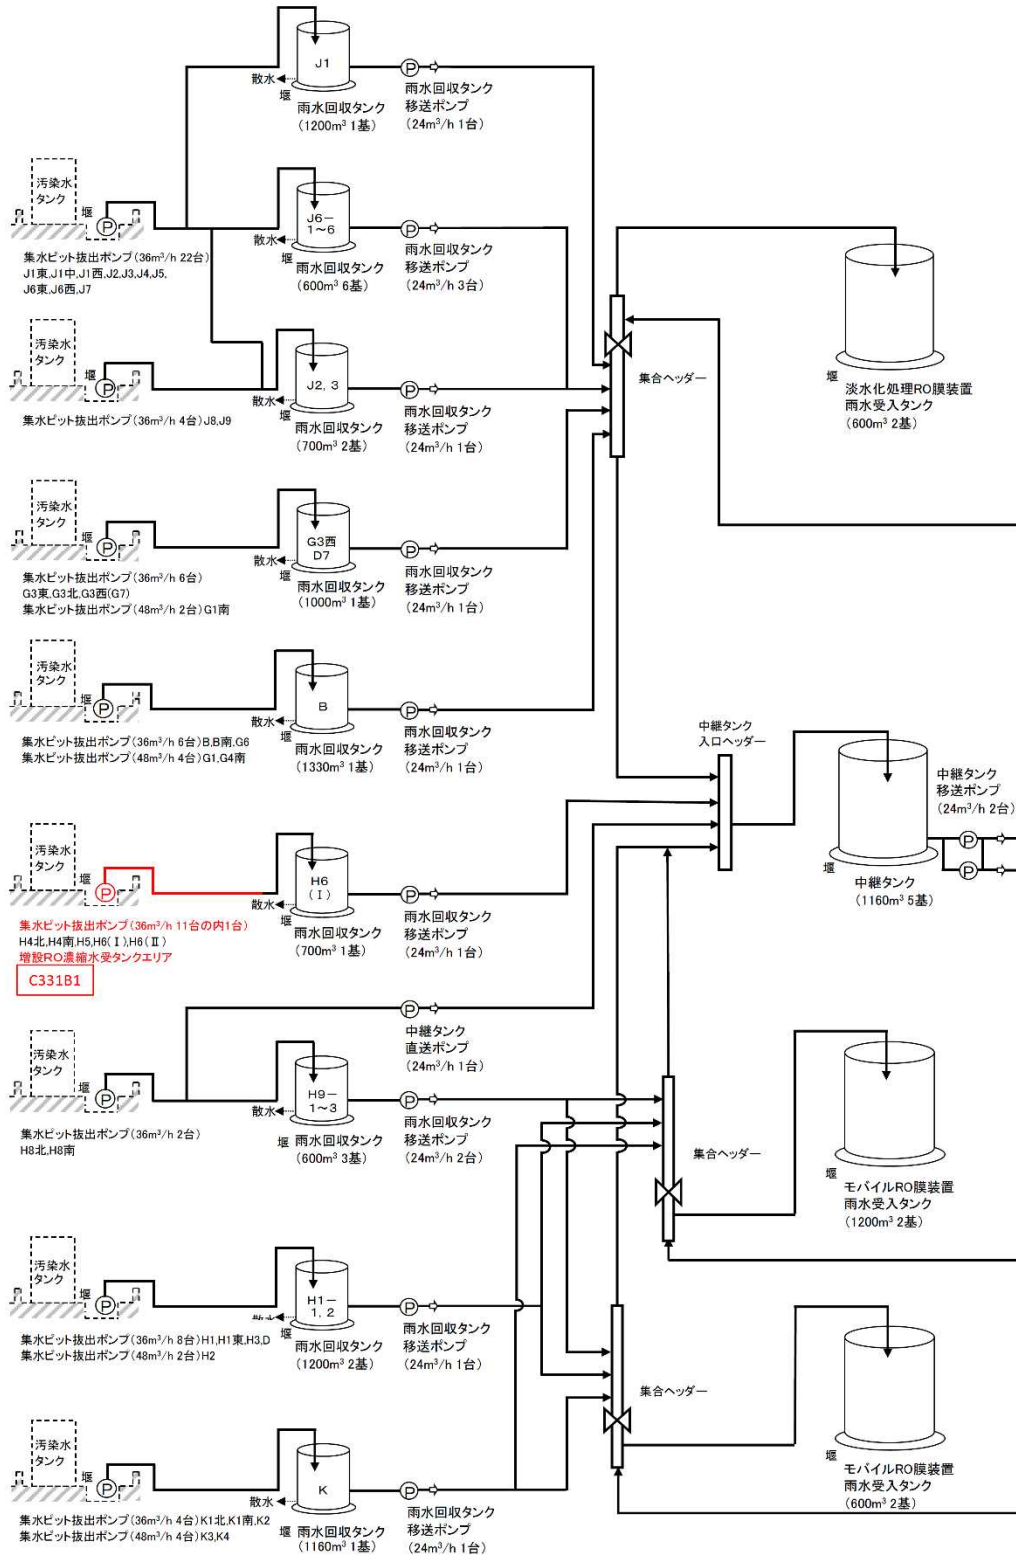 J1
散水
堰
雨水回収タンク
(1200m³ 1基)
P
雨水回収タンク
移送ポンプ
(24m³/h 1台)
汚染水
タンク
堰
P
集水ピット抜出ポンプ(36m³/h 22台)
J1東,J1中,J1西,J2,J3,J4,J5,
J6東,J6西,J7
J6－
1～6
散水
堰
雨水回収タンク
(600m³ 6基)
P
雨水回収タンク
移送ポンプ
(24m³/h 3台)
汚染水
タンク
堰
P
集水ピット抜出ポンプ(36m³/h 4台)J8,J9
J2, 3
散水
堰
雨水回収タンク
(700m³ 2基)
P
雨水回収タンク
移送ポンプ
(24m³/h 1台)
集合ヘッダー
堰
淡水化処理RO膜装置
雨水受入タンク
(600m³ 2基)
汚染水
タンク
堰
P
集水ピット抜出ポンプ(36m³/h 6台)
G3東,G3北,G3西(G7)
集水ピット抜出ポンプ(48m³/h 2台)G1南
G3西
D7
散水
堰
雨水回収タンク
(1000m³ 1基)
P
雨水回収タンク
移送ポンプ
(24m³/h 1台)
汚染水
タンク
堰
P
集水ピット抜出ポンプ(36m³/h 6台)B,B南,G6
集水ピット抜出ポンプ(48m³/h 4台)G1,G4南
B
散水
堰
雨水回収タンク
(1330m³ 1基)
P
雨水回収タンク
移送ポンプ
(24m³/h 1台)
中継タンク
入口ヘッダー
中継タンク
移送ポンプ
(24m³/h 2台)
P
P
堰
中継タンク
(1160m³ 5基)
汚染水
タンク
堰
P
集水ピット抜出ポンプ(36m³/h 11台の内1台)
H4北,H4南,H5,H6(Ⅰ),H6(Ⅱ)
増設RO濃縮水受タンクエリア
C331B1
H6
(Ⅰ)
散水
堰
雨水回収タンク
(700m³ 1基)
P
雨水回収タンク
移送ポンプ
(24m³/h 1台)
P
中継タンク
直送ポンプ
(24m³/h 1台)
汚染水
タンク
堰
P
集水ピット抜出ポンプ(36m³/h 2台)
H8北,H8南
H9－
1～3
散水
堰
雨水回収タンク
(600m³ 3基)
P
雨水回収タンク
移送ポンプ
(24m³/h 2台)
集合ヘッダー
堰
モバイルRO膜装置
雨水受入タンク
(1200m³ 2基)
汚染水
タンク
堰
P
集水ピット抜出ポンプ(36m³/h 8台)H1,H1東,H3,D
集水ピット抜出ポンプ(48m³/h 2台)H2
H1－
1, 2
散水
堰
雨水回収タンク
(1200m³ 2基)
P
雨水回収タンク
移送ポンプ
(24m³/h 1台)
集合ヘッダー
堰
モバイルRO膜装置
雨水受入タンク
(600m³ 2基)
汚染水
タンク
堰
P
集水ピット抜出ポンプ(36m³/h 4台)K1北,K1南,K2
集水ピット抜出ポンプ(48m³/h 4台)K3,K4
K
散水
堰
雨水回収タンク
(1160m³ 1基)
P
雨水回収タンク
移送ポンプ
(24m³/h 1台)